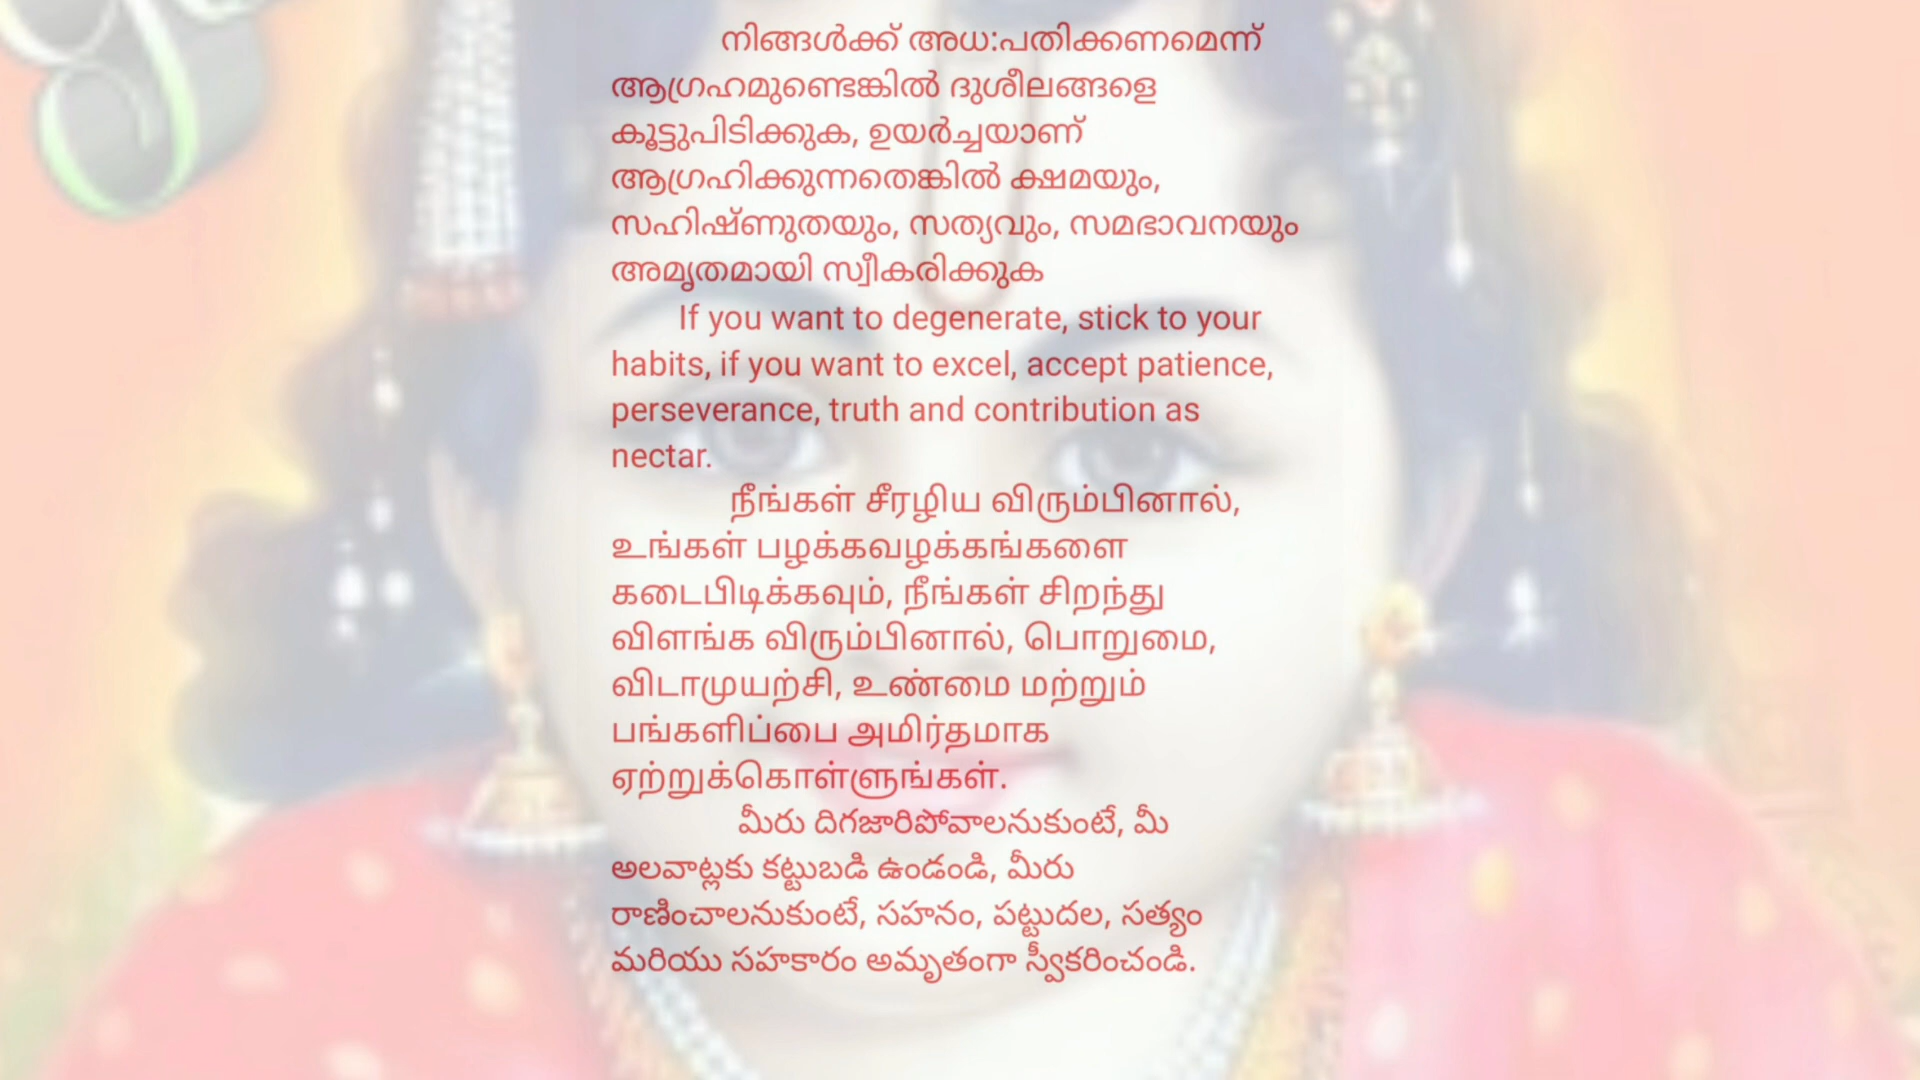 നിങ്ങൾക്ക് അധ:പതിക്കണമെന്ന്
ആഗ്രഹമുണ്ടെങ്കിൽ ദുശീലങ്ങളെ
കൂട്ടുപിടിക്കുക, ഉയർച്ചയാണ്
ആഗ്രഹിക്കുന്നതെങ്കിൽ ക്ഷമയും,
സഹിഷ്ണുതയും, സത്യവും, സമഭാവനയും
അമൃതമായി സ്വീകരിക്കുക
If you want to degenerate, stick to your
habits, if you want to excel, accept patience,
perseverance, truth and contribution as
nectar.
நீங்கள் சீரழிய விரும்பினால்,
உங்கள் பழக்கவழக்கங்களை
கடைபிடிக்கவும், நீங்கள் சிறந்து
விளங்க விரும்பினால், பொறுமை,
விடாமுயற்சி, உண்மை மற்றும்
பங்களிப்பை அமிர்தமாக
ஏற்றுக்கொள்ளுங்கள்.
మీరు దిగజారిపోవాలనుకుంటే, మీ
అలవాట్లకు కట్టుబడి ఉండండి, మీరు
రాణించాలనుకుంటే, సహనం, పట్టుదల, సత్యం
మరియు సహకారం అమృతంగా స్వీకరించండి.